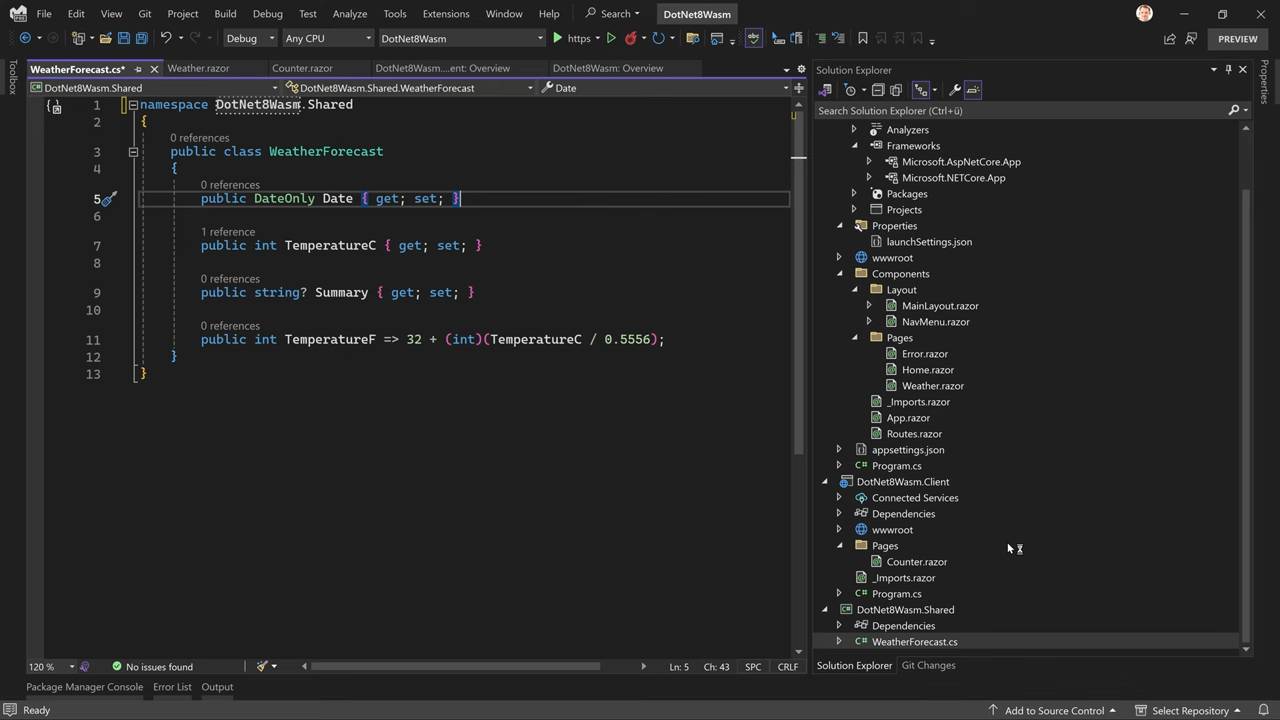 File Edit View Git Project Build Debug Test Analyze Tools Extensions Window Help Search DotNet8Wasm
Debug Any CPU DotNet8Wasm https PREVIEW
Toolbox
WeatherForecast.cs* Weather.razor Counter.razor DotNet8Wasm....ent: Overview DotNet8Wasm: Overview
DotNet8Wasm.Shared DotNet8Wasm.Shared.WeatherForecast Date
1 namespace DotNet8Wasm.Shared
2 {
0 references
3 public class WeatherForecast
4 {
0 references
5 public DateOnly Date { get; set; }
6
1 reference
7 public int TemperatureC { get; set; }
8
0 references
9 public string? Summary { get; set; }
10
0 references
11 public int TemperatureF => 32 + (int)(TemperatureC / 0.5556);
12 }
13 }
120 % No issues found Ln: 5 Ch: 43 SPC CRLF
Package Manager Console Error List Output
Solution Explorer
Search Solution Explorer (Ctrl+ü)
Analyzers
Frameworks
Microsoft.AspNetCore.App
Microsoft.NETCore.App
Packages
Projects
Properties
launchSettings.json
wwwroot
Components
Layout
MainLayout.razor
NavMenu.razor
Pages
Error.razor
Home.razor
Weather.razor
_Imports.razor
App.razor
Routes.razor
appsettings.json
C# Program.cs
DotNet8Wasm.Client
Connected Services
Dependencies
wwwroot
Pages
Counter.razor
_Imports.razor
C# Program.cs
DotNet8Wasm.Shared
Dependencies
C# WeatherForecast.cs
Solution Explorer Git Changes
Properties
Ready Add to Source Control Select Repository